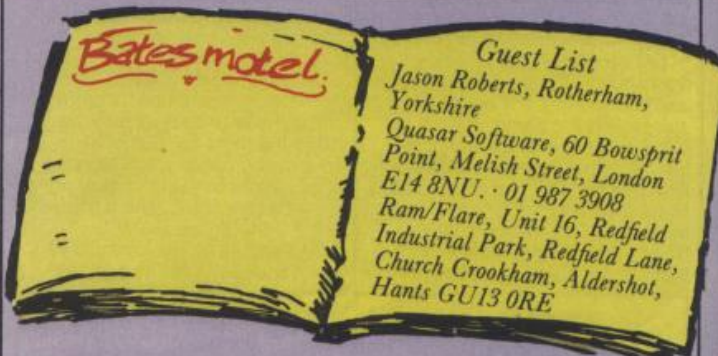 Bates motel.
Guest List
Jason Roberts, Rotherham,
Yorkshire
Quasar Software, 60 Bowsprit
Point, Melish Street, London
E14 8NU. · 01 987 3908
Ram/Flare, Unit 16, Redfield
Industrial Park, Redfield Lane,
Church Crookham, Aldershot,
Hants GU13 0RE